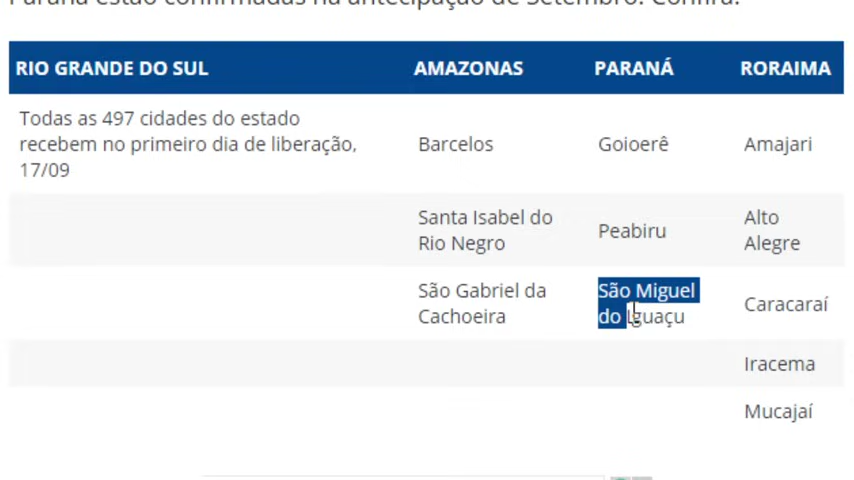 Paraná estão confirmadas na antecipação de Setembro. Confira:
RIO GRANDE DO SUL
AMAZONAS
PARANÁ
RORAIMA
Todas as 497 cidades do estado
recebem no primeiro dia de liberação,
17/09
Barcelos
Goioerê
Amajari
Santa Isabel do
Rio Negro
Peabiru
Alto
Alegre
São Gabriel da
Cachoeira
São Miguel
do Iguaçu
Caracaraí
Iracema
Mucajaí